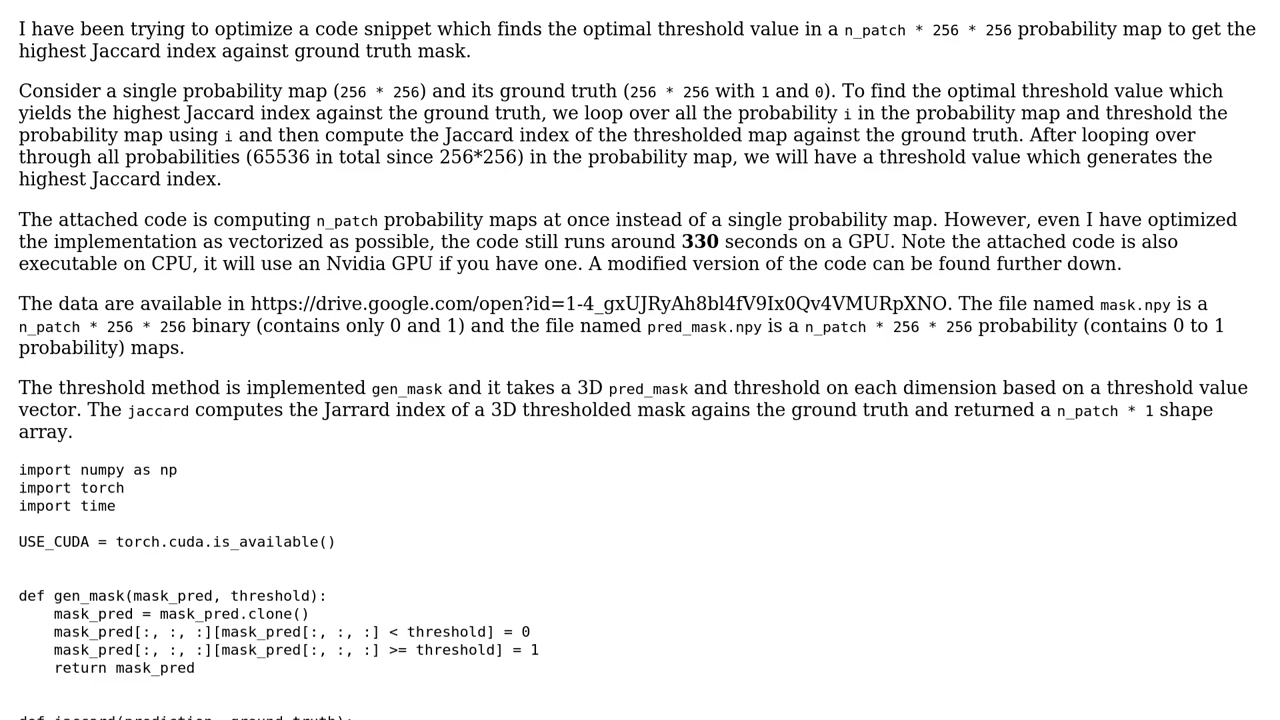 I have been trying to optimize a code snippet which finds the optimal threshold value in a n_patch * 256 * 256 probability map to get the
highest Jaccard index against ground truth mask.
Consider a single probability map (256 * 256) and its ground truth (256 * 256 with 1 and 0). To find the optimal threshold value which
yields the highest Jaccard index against the ground truth, we loop over all the probability i in the probability map and threshold the
probability map using i and then compute the Jaccard index of the thresholded map against the ground truth. After looping over
through all probabilities (65536 in total since 256*256) in the probability map, we will have a threshold value which generates the
highest Jaccard index.
The attached code is computing n_patch probability maps at once instead of a single probability map. However, even I have optimized
the implementation as vectorized as possible, the code still runs around 330 seconds on a GPU. Note the attached code is also
executable on CPU, it will use an Nvidia GPU if you have one. A modified version of the code can be found further down.
The data are available in https://drive.google.com/open?id=1-4_gxUJRyAh8bl4fV9Ix0Qv4VMURpXNO. The file named mask.npy is a
n_patch * 256 * 256 binary (contains only 0 and 1) and the file named pred_mask.npy is a n_patch * 256 * 256 probability (contains 0 to 1
probability) maps.
The threshold method is implemented gen_mask and it takes a 3D pred_mask and threshold on each dimension based on a threshold value
vector. The jaccard computes the Jarrard index of a 3D thresholded mask agains the ground truth and returned a n_patch * 1 shape
array.
import numpy as np
import torch
import time
USE_CUDA = torch.cuda.is_available()
def gen_mask(mask_pred, threshold):
    mask_pred = mask_pred.clone()
    mask_pred[:, :, :][mask_pred[:, :, :] < threshold] = 0
    mask_pred[:, :, :][mask_pred[:, :, :] >= threshold] = 1
    return mask_pred